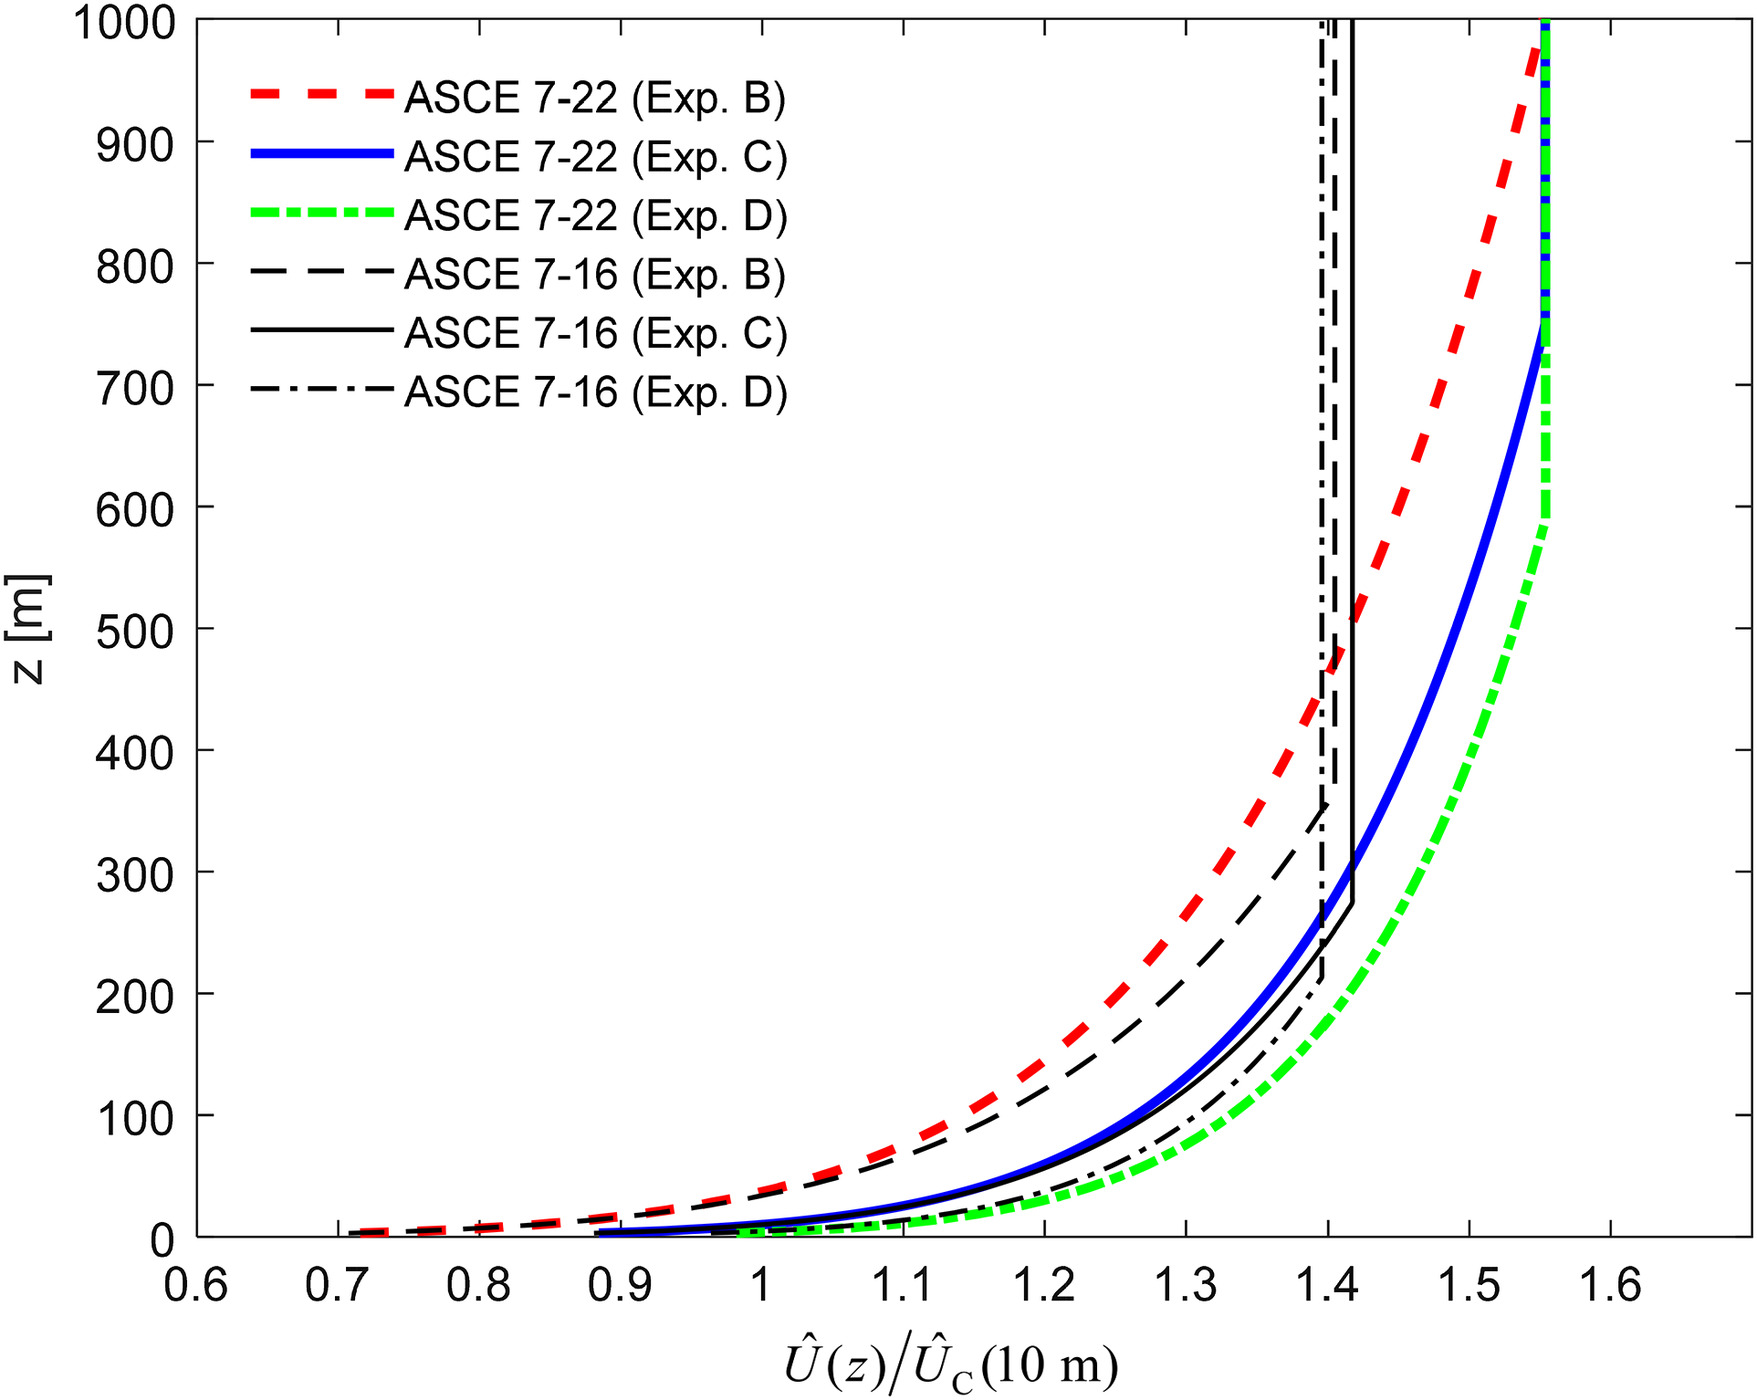 1000
900
800
700
600
500
400
300
200
100
0
z [m]
ASCE 7-22 (Exp. B)
ASCE 7-22 (Exp. C)
ASCE 7-22 (Exp. D)
ASCE 7-16 (Exp. B)
ASCE 7-16 (Exp. C)
ASCE 7-16 (Exp. D)
0.6 0.7 0.8 0.9 1 1.1 1.2 1.3 1.4 1.5 1.6
Û(z)/Û_C(10 m)